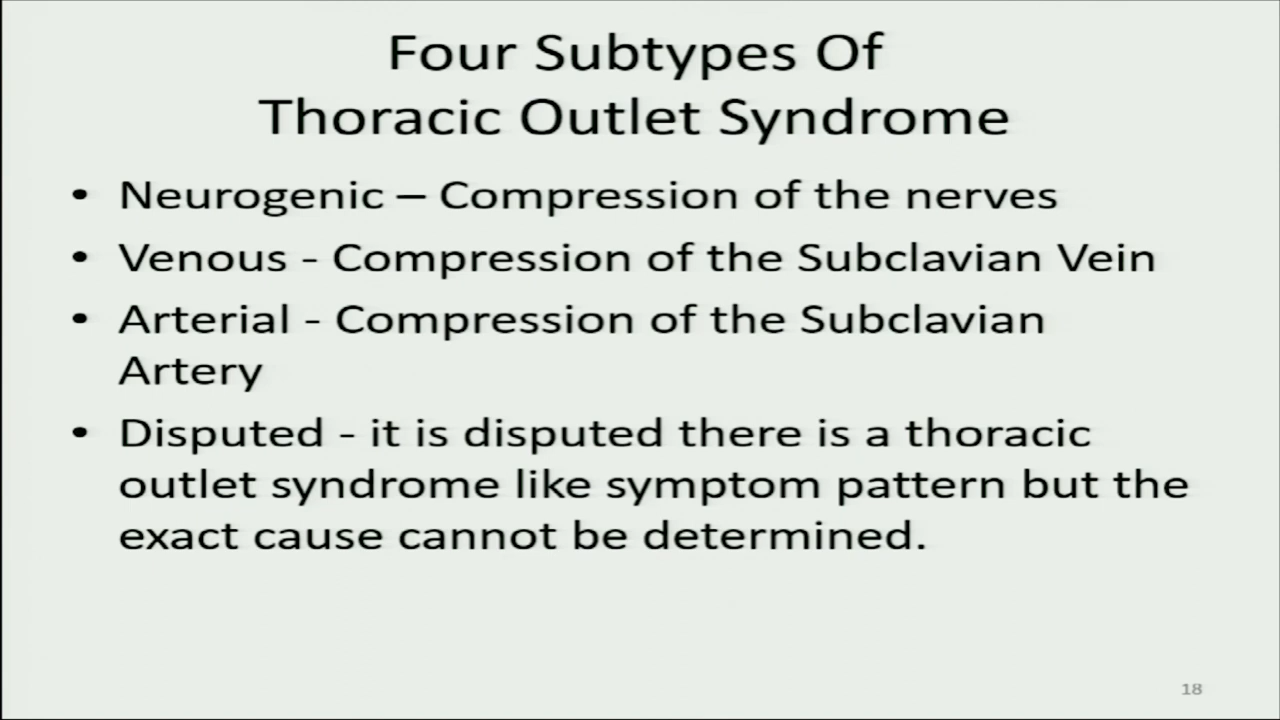 Four Subtypes Of
Thoracic Outlet Syndrome
• Neurogenic – Compression of the nerves
• Venous - Compression of the Subclavian Vein
• Arterial - Compression of the Subclavian
Artery
• Disputed - it is disputed there is a thoracic
outlet syndrome like symptom pattern but the
exact cause cannot be determined.
18